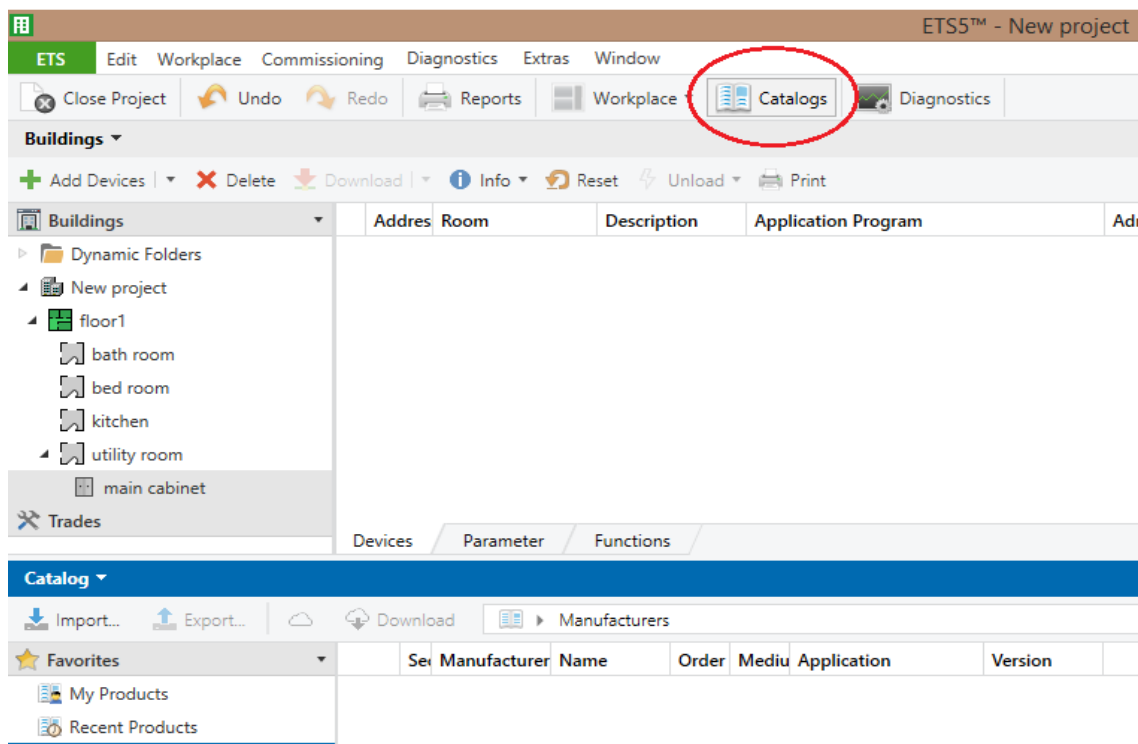 ETS5™ - New project
ETS Edit Workplace Commissioning Diagnostics Extras Window
Close Project Undo Redo Reports Workplace Catalogs Diagnostics
Buildings
Add Devices Delete Download Info Reset Unload Print
Buildings Addres Room Description Application Program Ad
Dynamic Folders
New project
floor1
bath room
bed room
kitchen
utility room
main cabinet
Trades
Devices Parameter Functions
Catalog
Import... Export... Download Manufacturers
Favorites Se Manufacturer Name Order Mediu Application Version
My Products
Recent Products